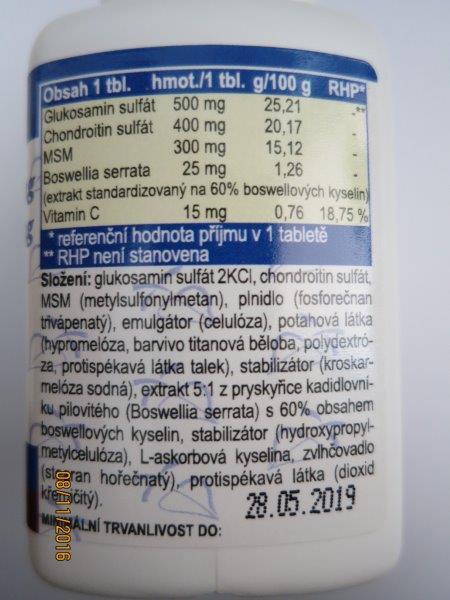 Obsah 1 tbl. hmot./1 tbl. g/100 g RHP*
Glukosamin sulfát 500 mg 25,21 -**
Chondroitin sulfát 400 mg 20,17 -
MSM 300 mg 15,12 -
Boswellia serrata 25 mg 1,26 -
(extrakt standardizovaný na 60% boswellových kyselin)
Vitamin C 15 mg 0,76 18,75 %
* referenční hodnota příjmu v 1 tabletě
** RHP není stanovena
Složení: glukosamin sulfát 2KCl, chondroitin sulfát,
MSM (metylsulfonylmetan), plnidlo (fosforečnan
trivápenatý), emulgátor (celulóza), potahová látka
(hypromelóza, barvivo titanová běloba, polydextró-
za, protispékavá látka talek), stabilizátor (kroskar-
melóza sodná), extrakt 5:1 z pryskyřice kadidlovní-
ku pilovitého (Boswellia serrata) s 60% obsahem
boswellových kyselin, stabilizátor (hydroxypropyl-
metylcelulóza), L-askorbová kyselina, zvlhčovadlo
(stearan hořečnatý), protispékavá látka (dioxid
křemičitý).
28.05.2019
MINIMÁLNÍ TRVANLIVOST DO:
08/11/2016